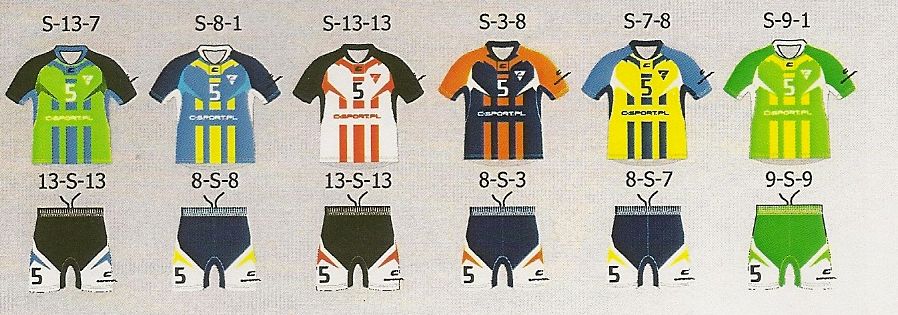 S-13-7 S-8-1 S-13-13 S-3-8 S-7-8 S-9-1
5 5 5 5 5 5
C-SPORT.PL C-SPORT.PL C-SPORT.PL C-SPORT.PL C-SPORT.PL C-SPORT.PL
13-S-13 8-S-8 13-S-13 8-S-3 8-S-7 9-S-9
5 5 5 5 5 5